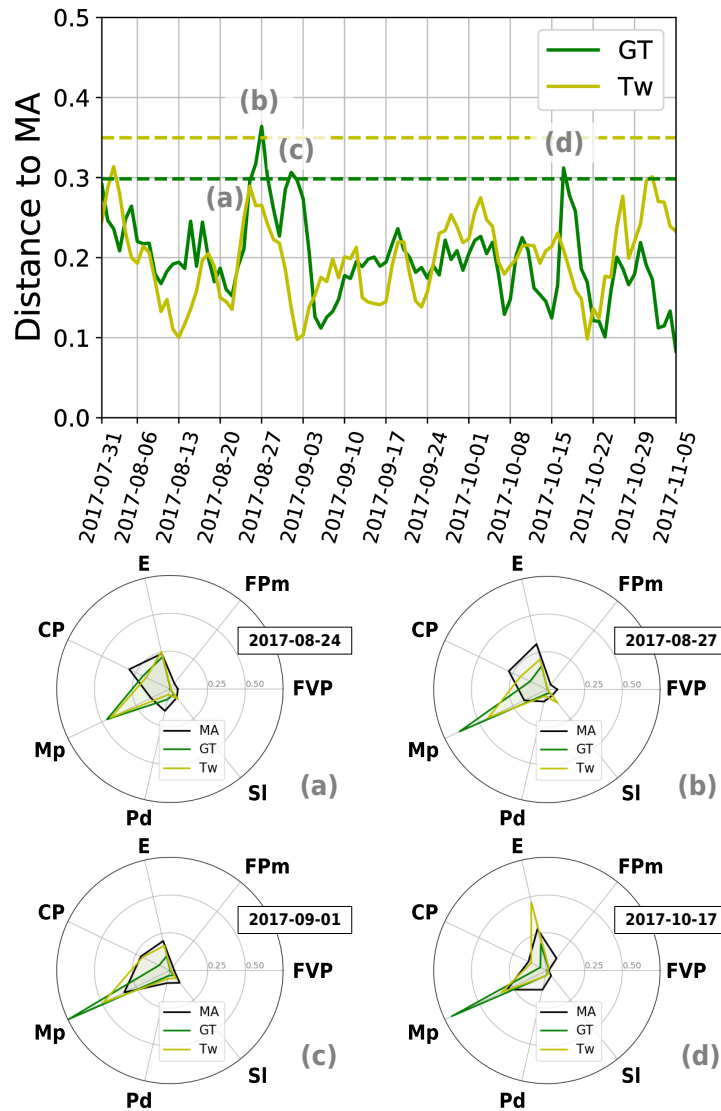 0.5
0.4
0.3
0.2
0.1
0.0
Distance to MA
GT
Tw
(b)
(c)
(d)
(a)
2017-07-31
2017-08-06
2017-08-13
2017-08-20
2017-08-27
2017-09-03
2017-09-10
2017-09-17
2017-09-24
2017-10-01
2017-10-08
2017-10-15
2017-10-22
2017-10-29
2017-11-05
E
FPm
CP
2017-08-24
0.25
0.50
FVP
MA
GT
Tw
Mp
Pd
Sl
(a)
E
FPm
CP
2017-08-27
0.25
0.50
FVP
MA
GT
Tw
Mp
Pd
Sl
(b)
E
FPm
CP
2017-09-01
0.25
0.50
FVP
MA
GT
Tw
Mp
Pd
Sl
(c)
E
FPm
CP
2017-10-17
0.25
0.50
FVP
MA
GT
Tw
Mp
Pd
Sl
(d)